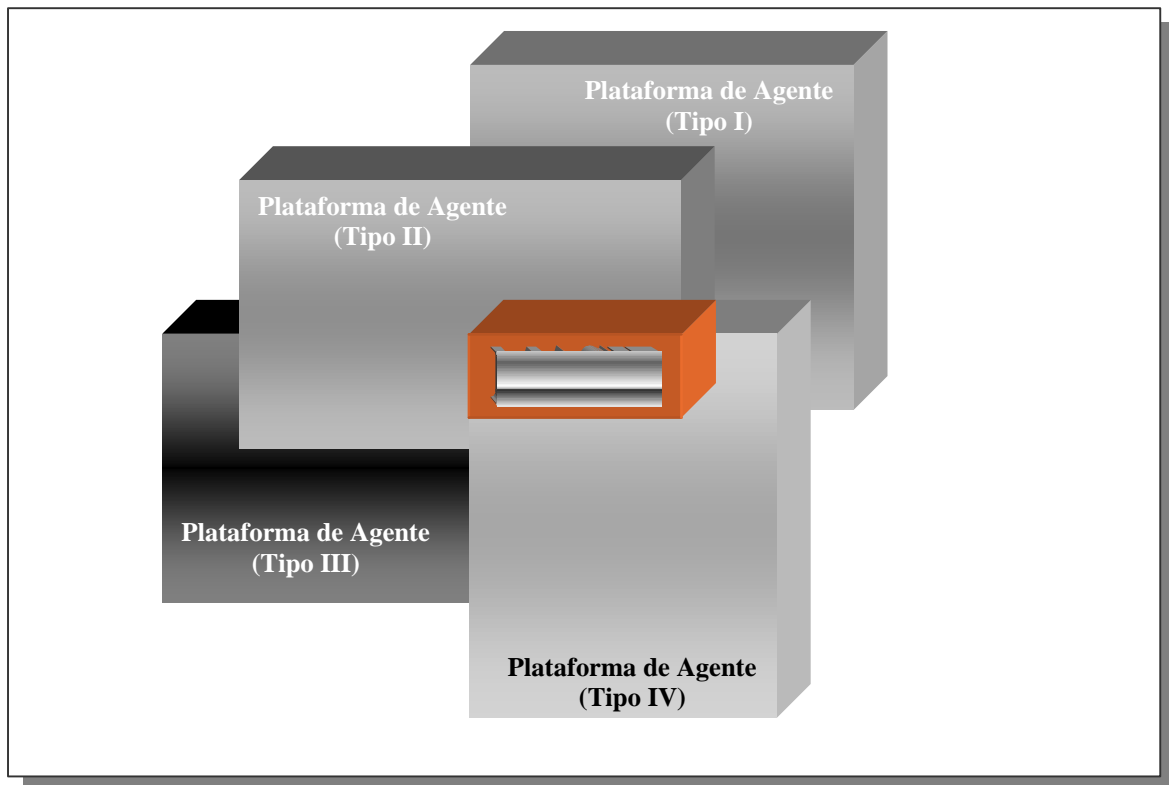 Plataforma de Agente
(Tipo I)
Plataforma de Agente
(Tipo II)
Plataforma de Agente
(Tipo III)
Plataforma de Agente
(Tipo IV)